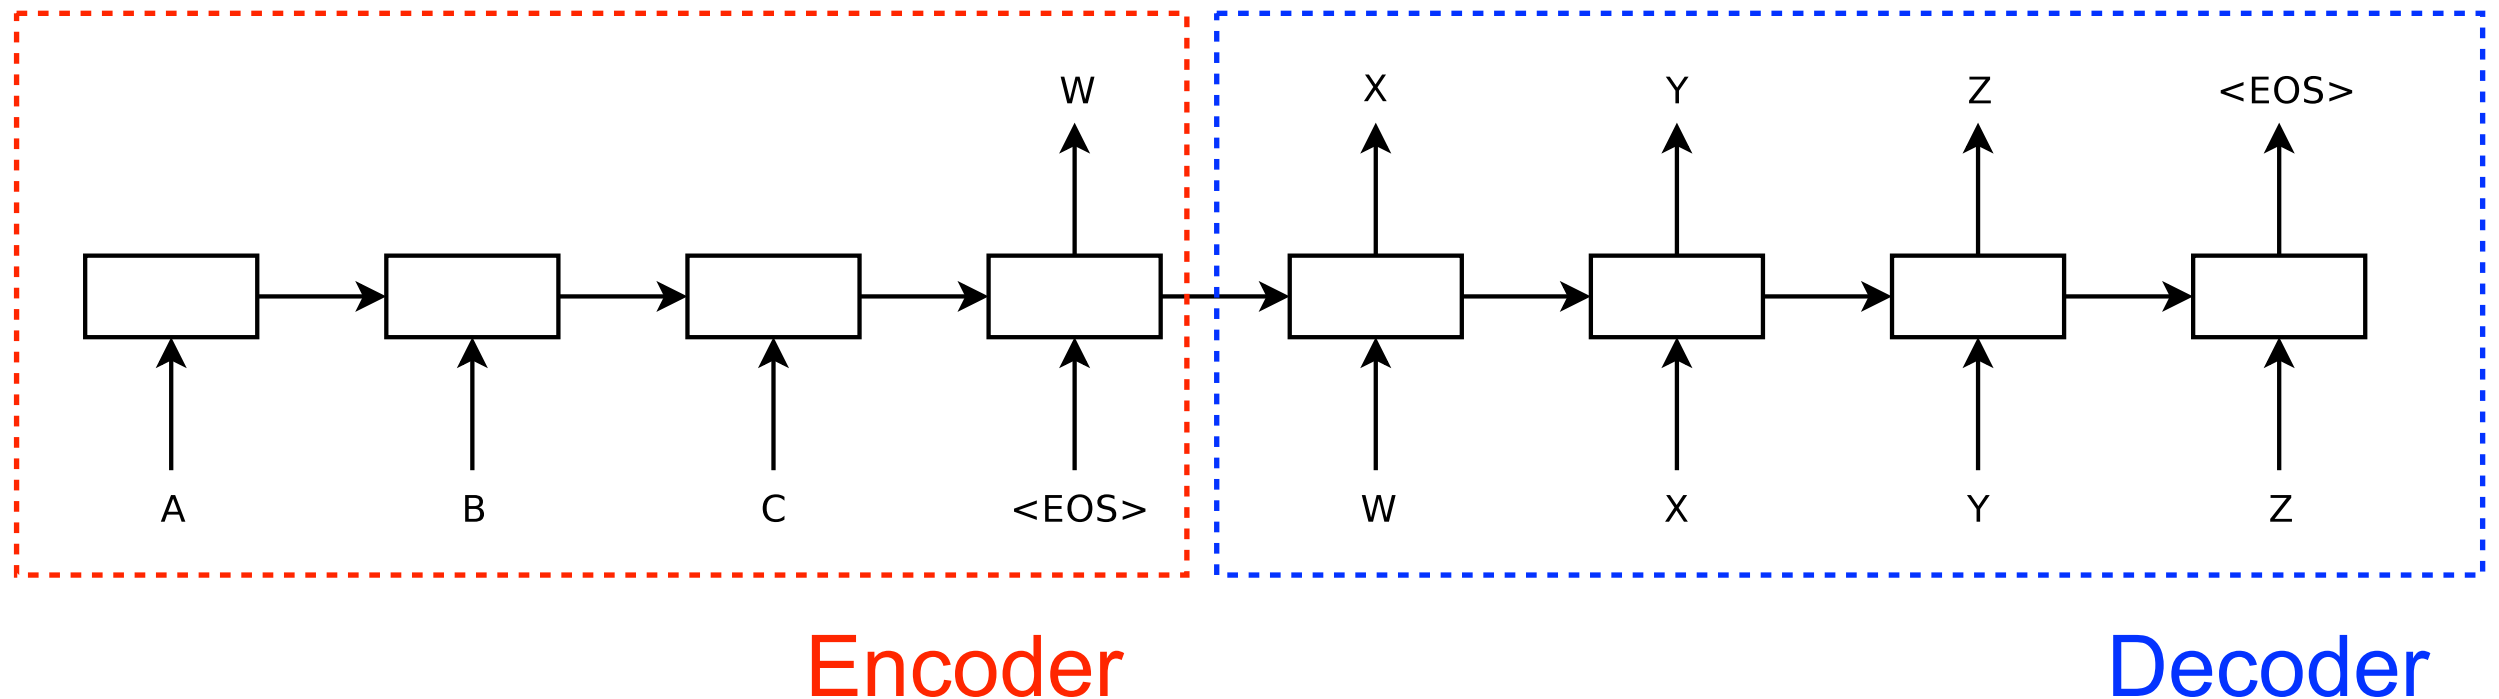 W X Y Z <EOS>
A B C <EOS> W X Y Z
Encoder Decoder